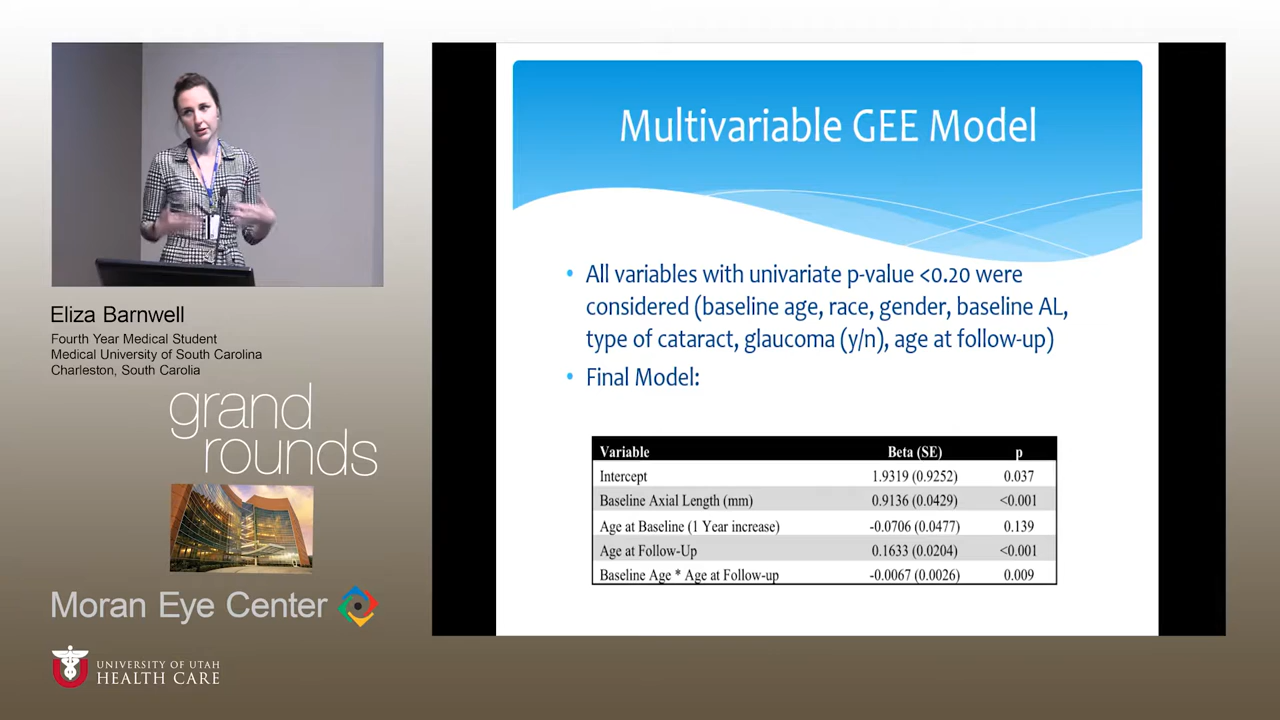 Multivariable GEE Model
• All variables with univariate p-value <0.20 were
considered (baseline age, race, gender, baseline AL,
type of cataract, glaucoma (y/n), age at follow-up)
• Final Model:
Variable Beta (SE) p
Intercept 1.9319 (0.9252) 0.037
Baseline Axial Length (mm) 0.9136 (0.0429) <0.001
Age at Baseline (1 Year increase) -0.0706 (0.0477) 0.139
Age at Follow-Up 0.1633 (0.0204) <0.001
Baseline Age * Age at Follow-up -0.0067 (0.0026) 0.009
Eliza Barnwell
Fourth Year Medical Student
Medical University of South Carolina
Charleston, South Carolia
grand
rounds
Moran Eye Center
UNIVERSITY OF UTAH
HEALTH CARE